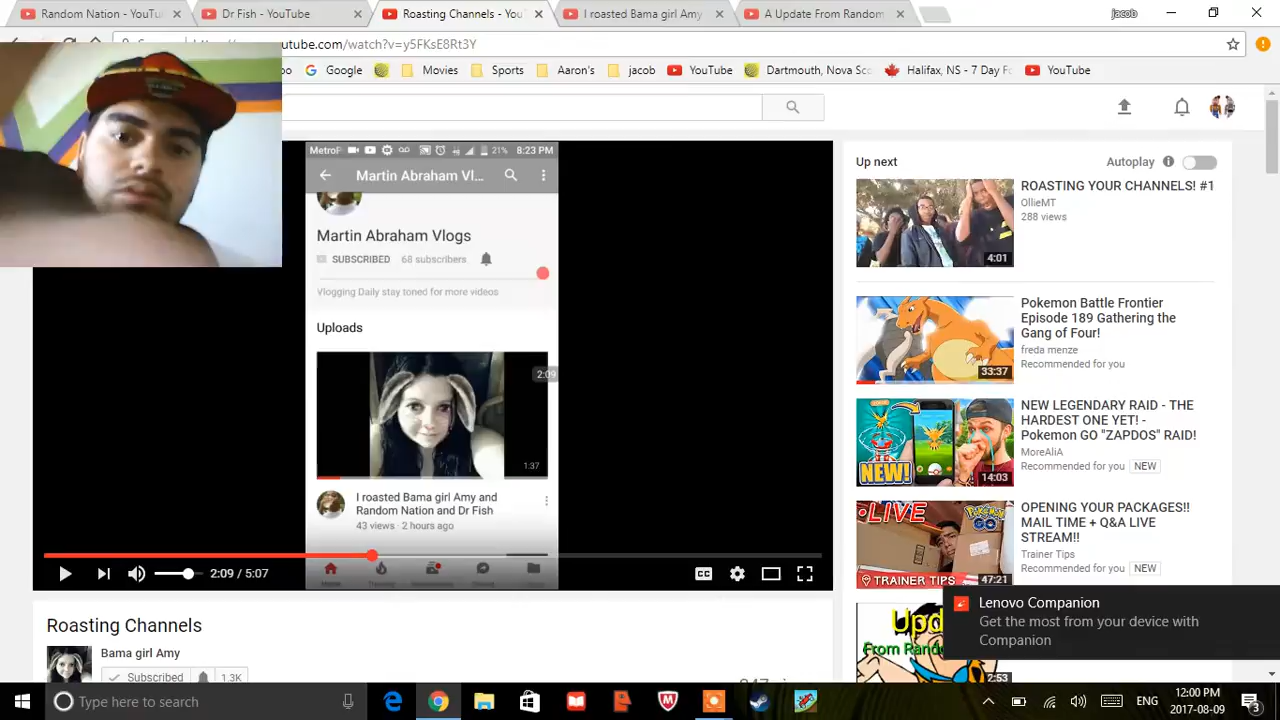 Random Nation - YouTu
Dr Fish - YouTube
Roasting Channels - You
I roasted Bama girl Amy
A Update From Random
jacob
utube.com/watch?v=y5FKsE8Rt3Y
Google
Movies
Sports
Aaron's
jacob
YouTube
Dartmouth, Nova Sc
Halifax, NS - 7 Day F
YouTube
MetroP
21% 8:23 PM
Martin Abraham Vl...
Martin Abraham Vlogs
SUBSCRIBED 68 subscribers
Vlogging Daily stay toned for more videos
Uploads
2:09
1:37
I roasted Bama girl Amy and
Random Nation and Dr Fish
43 views · 2 hours ago
Home
2:09 / 5:07
CC
Roasting Channels
Bama girl Amy
Subscribed
1.3K
Up next
Autoplay
ROASTING YOUR CHANNELS! #1
OllieMT
288 views
4:01
Pokemon Battle Frontier
Episode 189 Gathering the
Gang of Four!
freda menze
Recommended for you
33:37
NEW LEGENDARY RAID - THE
HARDEST ONE YET! -
Pokemon GO "ZAPDOS" RAID!
MoreAliA
Recommended for you NEW
NEW!
14:03
OPENING YOUR PACKAGES!!
MAIL TIME + Q&A LIVE
STREAM!!
Trainer Tips
Recommended for you NEW
LIVE
POKÉMON GO
TRAINER TIPS
47:21
Upd
From Rand
2:53
Lenovo Companion
Get the most from your device with
Companion
Type here to search
ENG
12:00 PM
2017-08-09
3